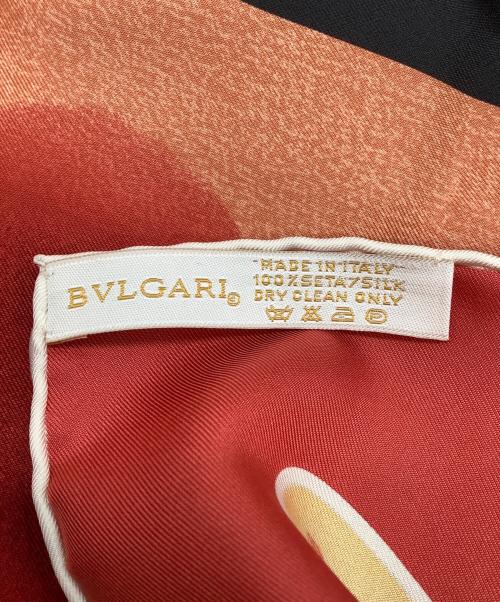 BVLGARI©
MADE IN ITALY
100%SETA/SILK
DRY CLEAN ONLY